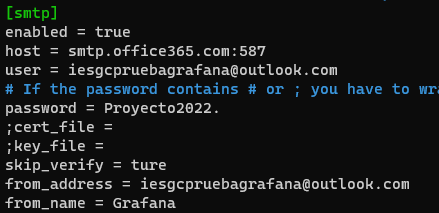 [smtp]
enabled = true
host = smtp.office365.com:587
user = iesgcpruebagrafana@outlook.com
# If the password contains # or ; you have to wra
password = Proyecto2022.
;cert_file =
;key_file =
skip_verify = ture
from_address = iesgcpruebagrafana@outlook.com
from_name = Grafana